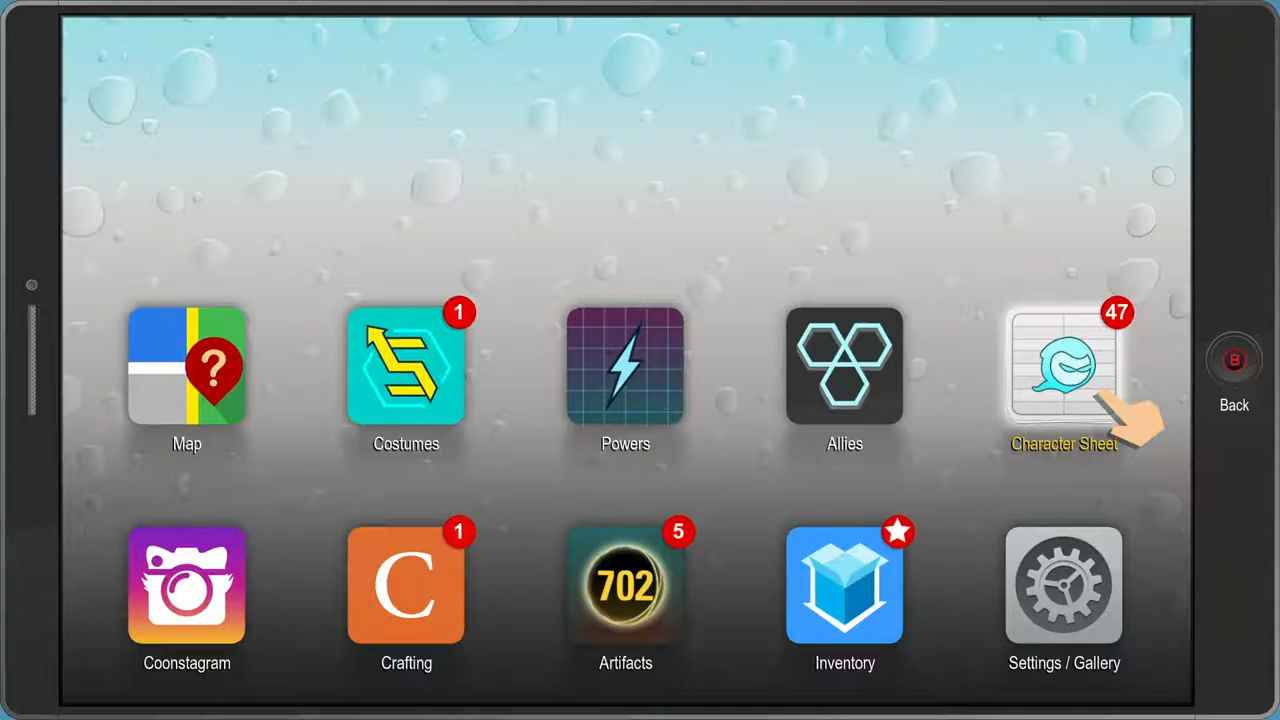 1
47
?
B
Back
Map
Costumes
Powers
Allies
Character Sheet
1
5
C
702
Coonstagram
Crafting
Artifacts
Inventory
Settings / Gallery